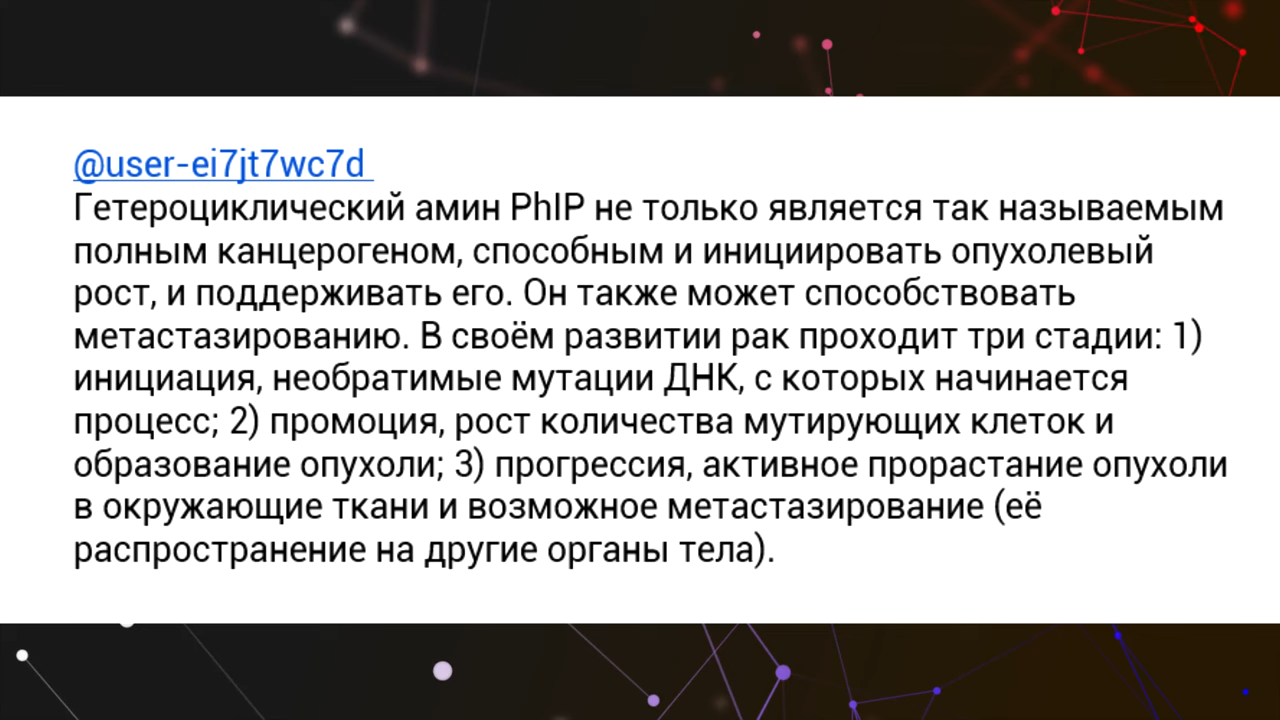 @user-ei7jt7wc7d
Гетероциклический амин PhIP не только является так называемым
полным канцерогеном, способным и инициировать опухолевый
рост, и поддерживать его. Он также может способствовать
метастазированию. В своём развитии рак проходит три стадии: 1)
инициация, необратимые мутации ДНК, с которых начинается
процесс; 2) промоция, рост количества мутирующих клеток и
образование опухоли; 3) прогрессия, активное прорастание опухоли
в окружающие ткани и возможное метастазирование (её
распространение на другие органы тела).